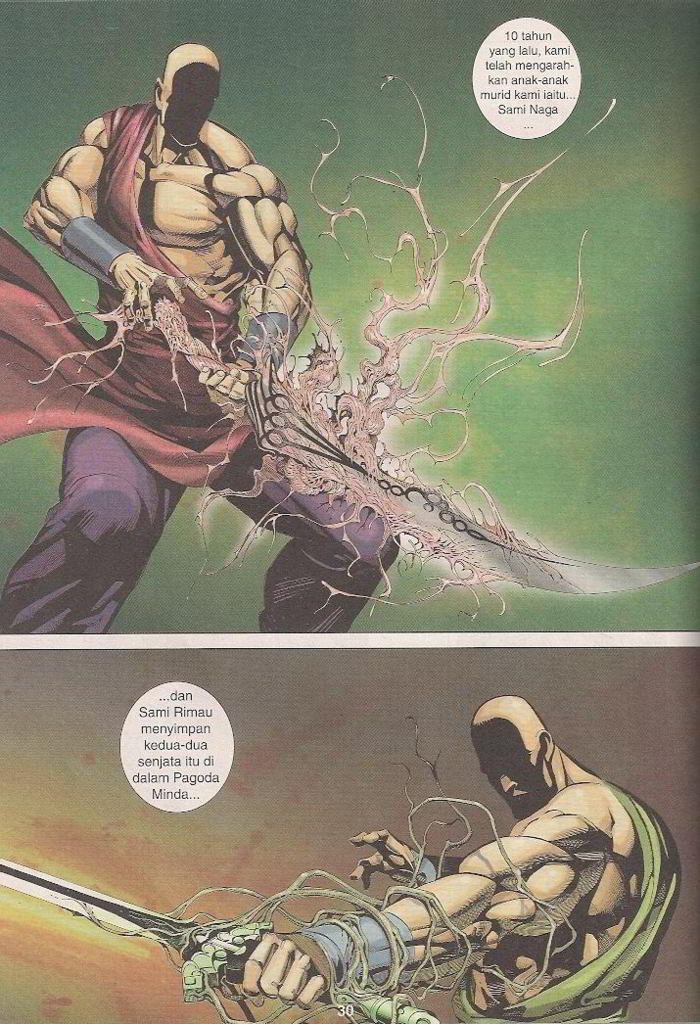 10 tahun
yang lalu, kami
telah mengarah-
kan anak-anak
murid kami iaitu...
Sami Naga
...
...dan
Sami Rimau
menyimpan
kedua-dua
senjata itu di
dalam Pagoda
Minda...
30